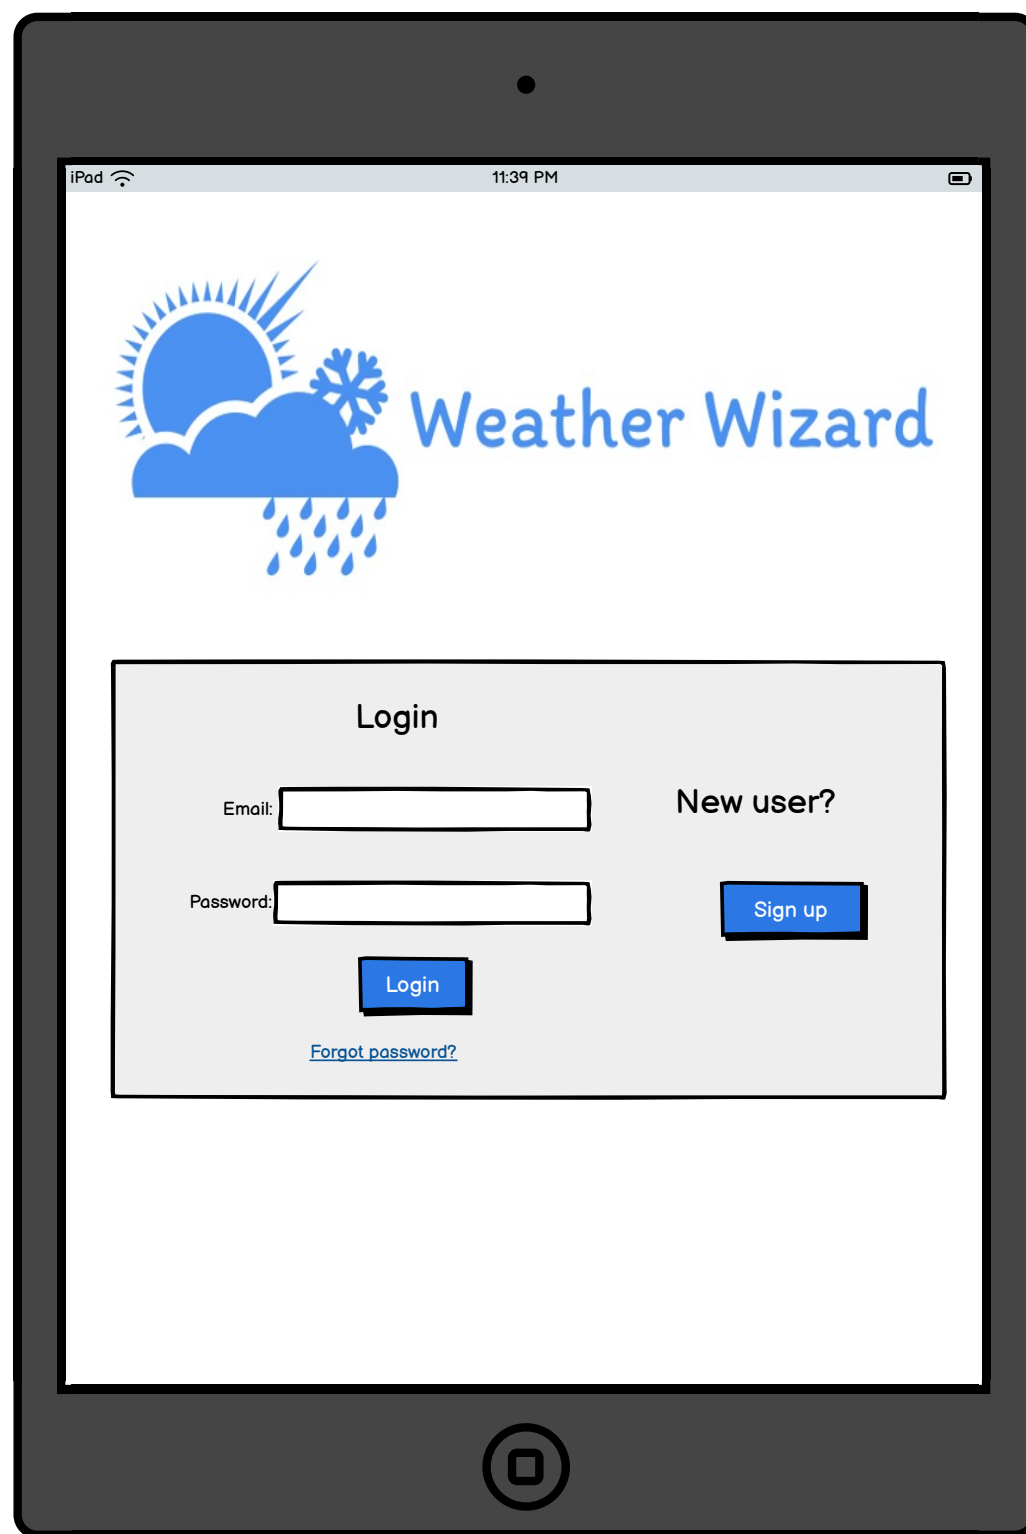 iPad
11:39 PM
Weather Wizard
Login
Email:
New user?
Password:
Sign up
Login
Forgot password?